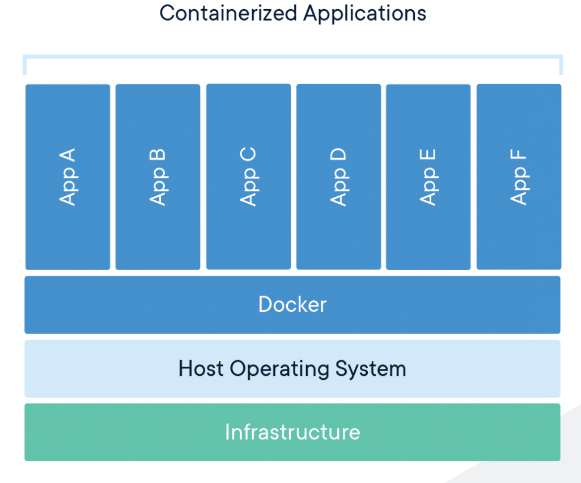 Containerized Applications
App A
App B
App C
App D
App E
App F
Docker
Host Operating System
Infrastructure